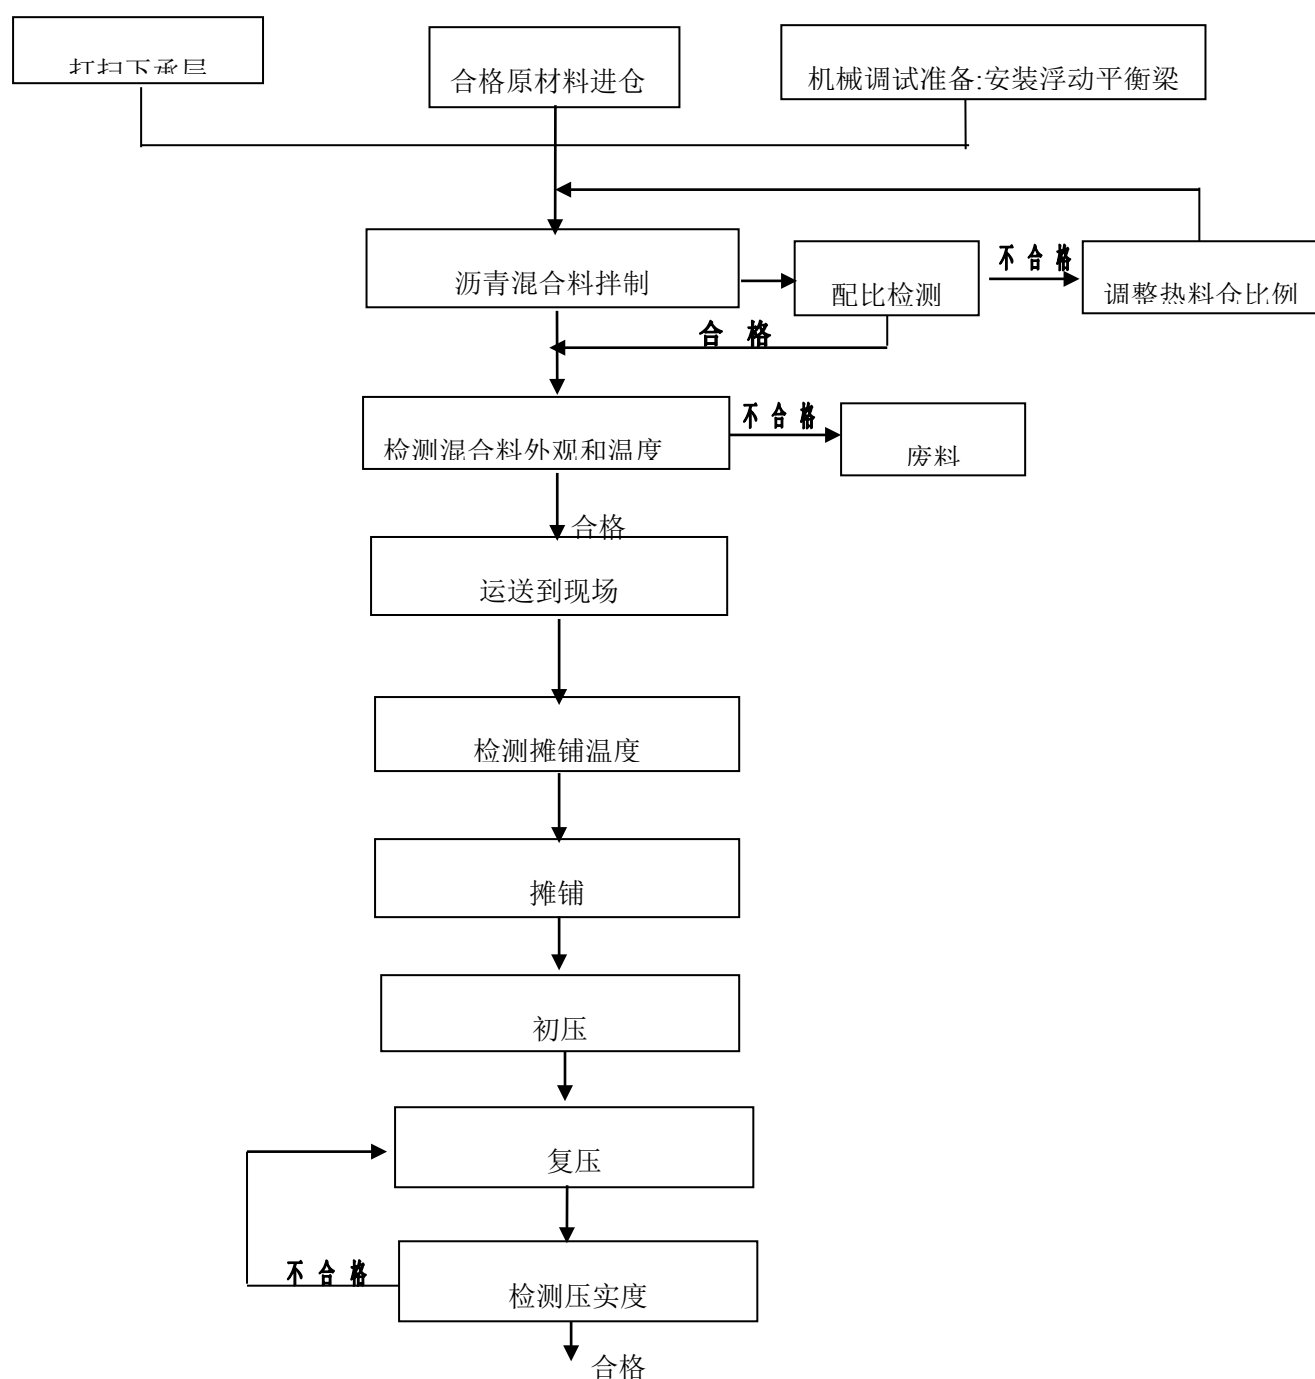 打扫下承层
合格原材料进仓
机械调试准备:安装浮动平衡梁
沥青混合料拌制
配比检测
不合格
调整热料仓比例
合格
检测混合料外观和温度
不合格
废料
合格
运送到现场
检测摊铺温度
摊铺
初压
复压
不合格
检测压实度
合格